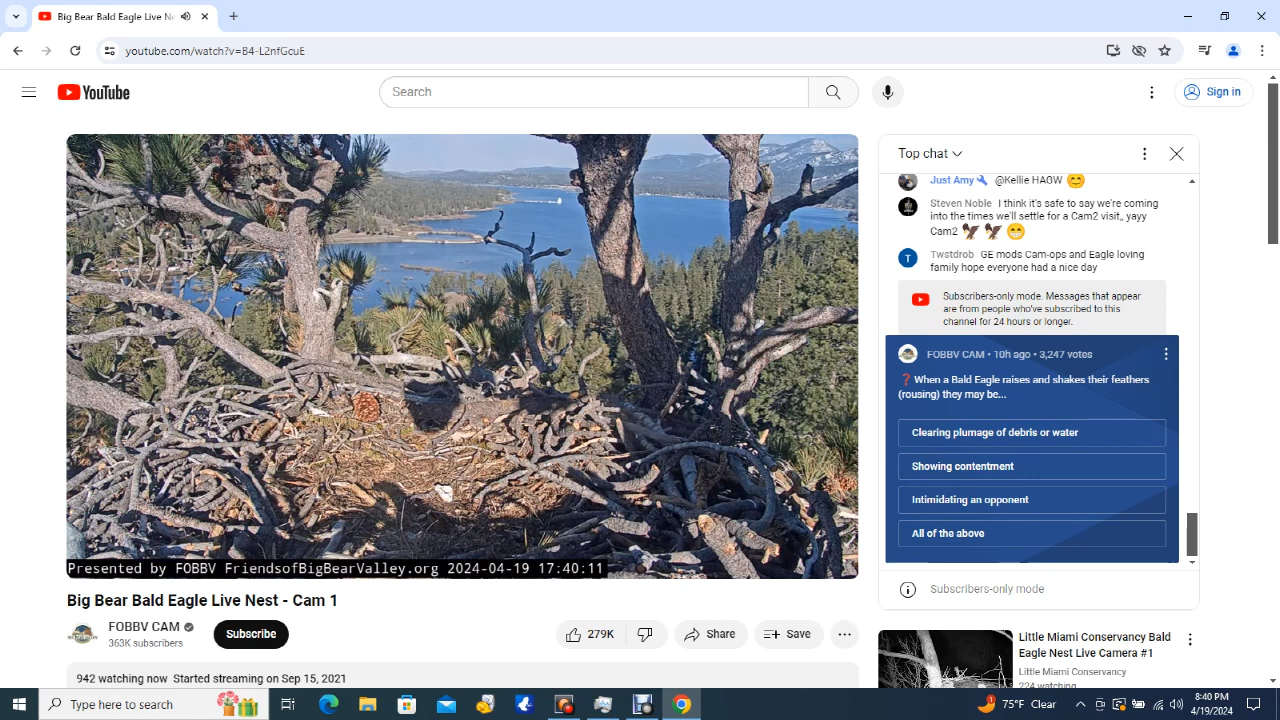 Big Bear Bald Eagle Live Ne
youtube.com/watch?v=B4-L2nfGcuE
YouTube
Search
Sign in
Top chat
Just Amy @Kellie HAGW
Steven Noble I think it's safe to say we're coming
into the times we'll settle for a Cam2 visit,, yayy
Cam2
T
Twstdrob GE mods Cam-ops and Eagle loving
family hope everyone had a nice day
Subscribers-only mode. Messages that appear
are from people who've subscribed to this
channel for 24 hours or longer.
FOBBV CAM • 10h ago • 3,247 votes
❓When a Bald Eagle raises and shakes their feathers
(rousing) they may be...
Clearing plumage of debris or water
Showing contentment
Intimidating an opponent
All of the above
Subscribers-only mode
Presented by FOBBV FriendsofBigBearValley.org 2024-04-19 17:40:11
Big Bear Bald Eagle Live Nest - Cam 1
FOBBV CAM
363K subscribers
Subscribe
279K
Share
Save
942 watching now Started streaming on Sep 15, 2021
Little Miami Conservancy Bald
Eagle Nest Live Camera #1
Little Miami Conservancy
224 watching
Type here to search
75°F Clear
8:40 PM
4/19/2024